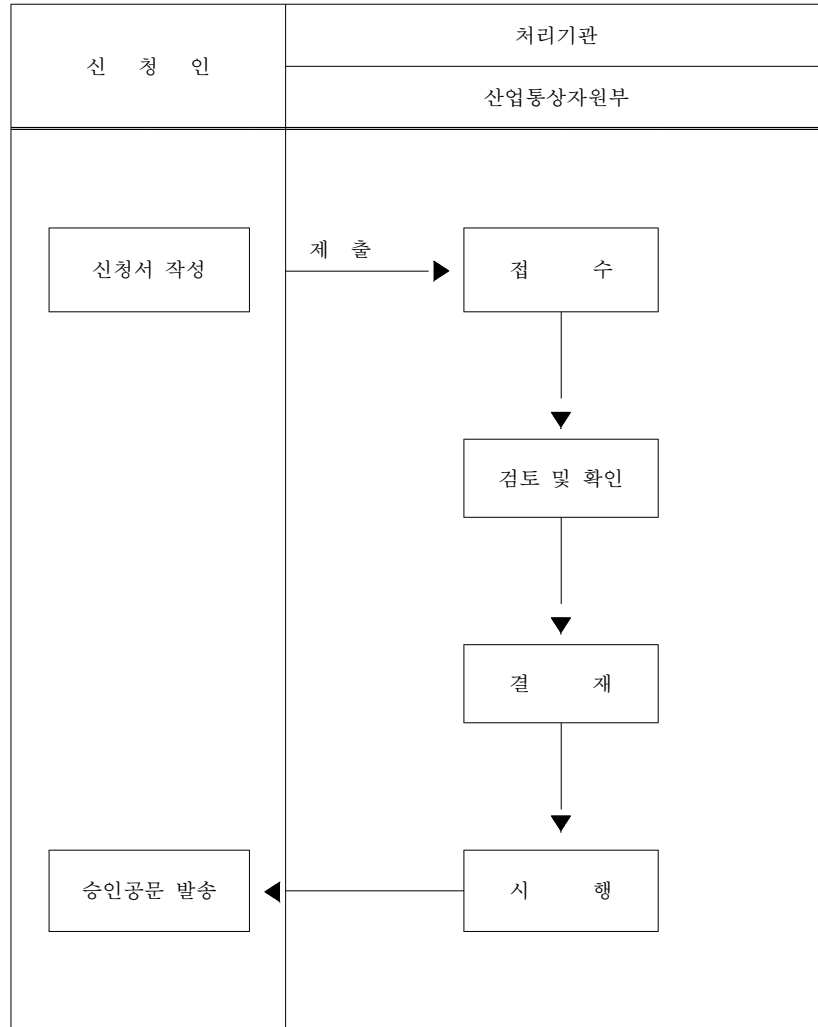 처리기관
신 청 인
산업통상자원부
제 출
신청서 작성
접 수
검토 및 확인
결 재
승인공문 발송
시 행